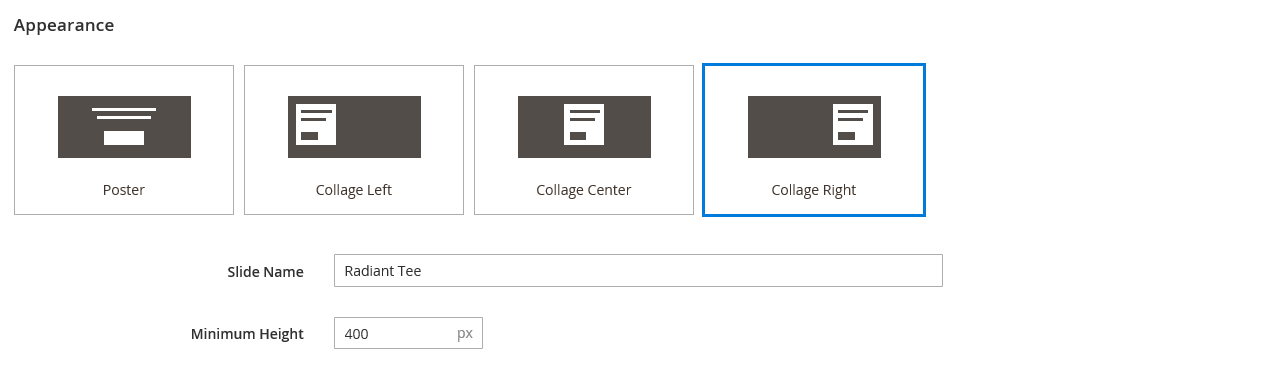 Appearance
Poster
Collage Left
Collage Center
Collage Right
Slide Name
Radiant Tee
Minimum Height
400 px